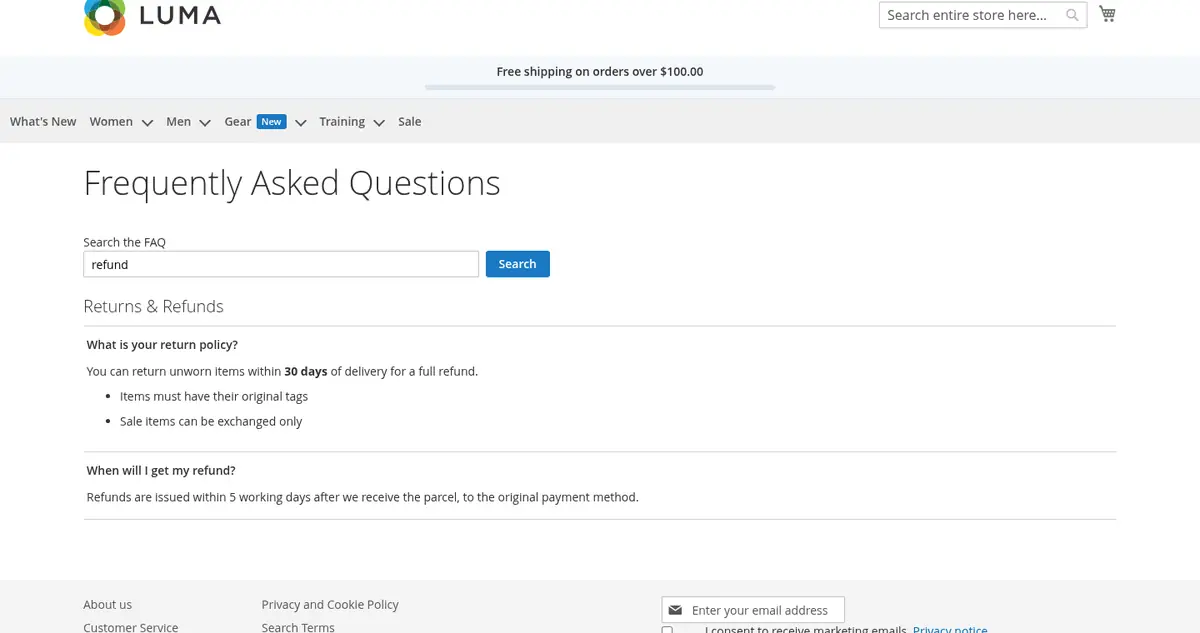 LUMA
Search entire store here...
Free shipping on orders over $100.00
What's New Women Men Gear New Training Sale
Frequently Asked Questions
Search the FAQ
refund Search
Returns & Refunds
What is your return policy?
You can return unworn items within 30 days of delivery for a full refund.
• Items must have their original tags
• Sale items can be exchanged only
When will I get my refund?
Refunds are issued within 5 working days after we receive the parcel, to the original payment method.
About us Privacy and Cookie Policy Enter your email address
Customer Service Search Terms I consent to receive marketing emails. Privacy notice